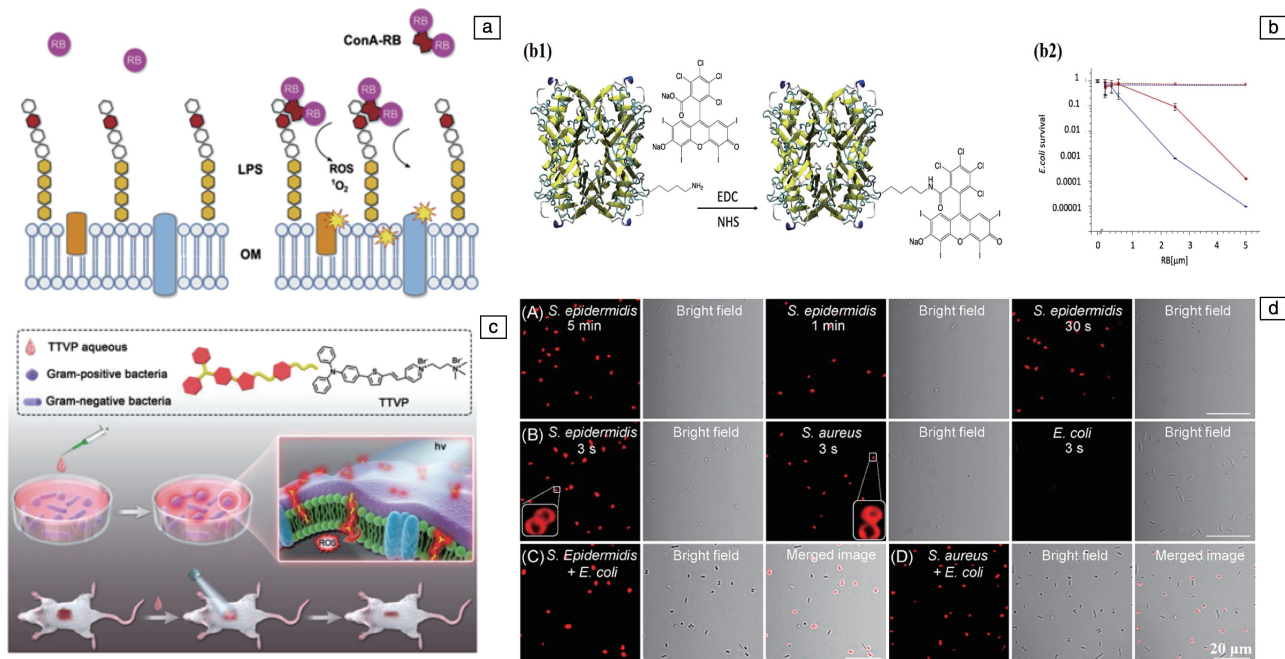 a
RB
RB
ConA-RB
RB
RB
RB
RB
RB
RB
LPS
ROS
¹O₂
OM
b
(b1)
Cl
Cl
Cl
Cl
NaO
O
I
I
NaO
O
O
I
I
NH₂
EDC
NHS
Cl
Cl
Cl
Cl
H
N
O
I
I
NaO
O
O
I
I
(b2)
E.coli survival
1
0.1
0.01
0.001
0.0001
0.00001
0
1
2
3
4
5
RB[μm]
c
TTVP aqueous
Gram-positive bacteria
Gram-negative bacteria
N
S
Br⁻
N
Br⁻
N
TTVP
hv
ROS
d
(A) S. epidermidis
5 min
Bright field
S. epidermidis
1 min
Bright field
S. epidermidis
30 s
Bright field
(B) S. epidermidis
3 s
Bright field
S. aureus
3 s
Bright field
E. coli
3 s
Bright field
(C) S. Epidermidis
+ E. coli
Bright field
Merged image
(D) S. aureus
+ E. coli
Bright field
Merged image
20 μm